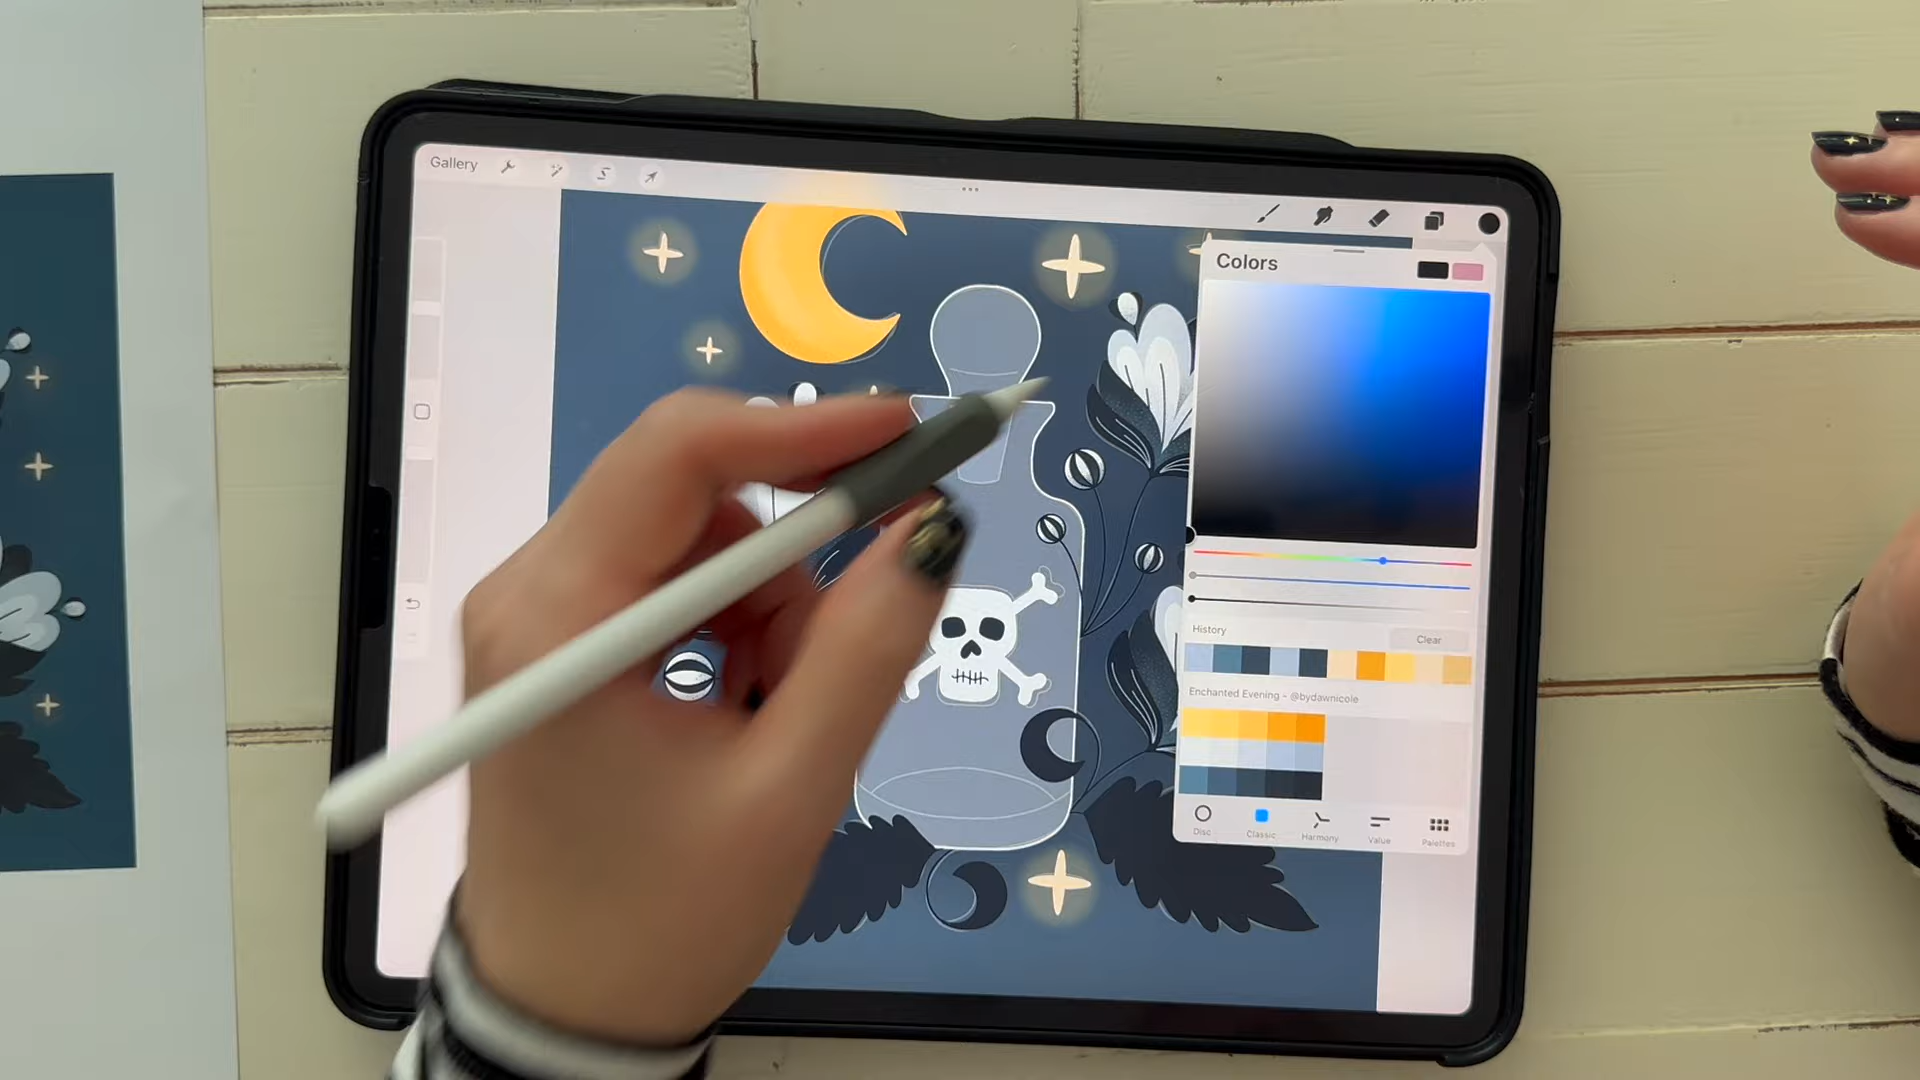 Gallery
Colors
History
Clear
Enchanted Evening - @bydawnicole
Disc
Classic
Harmony
Value
Palettes